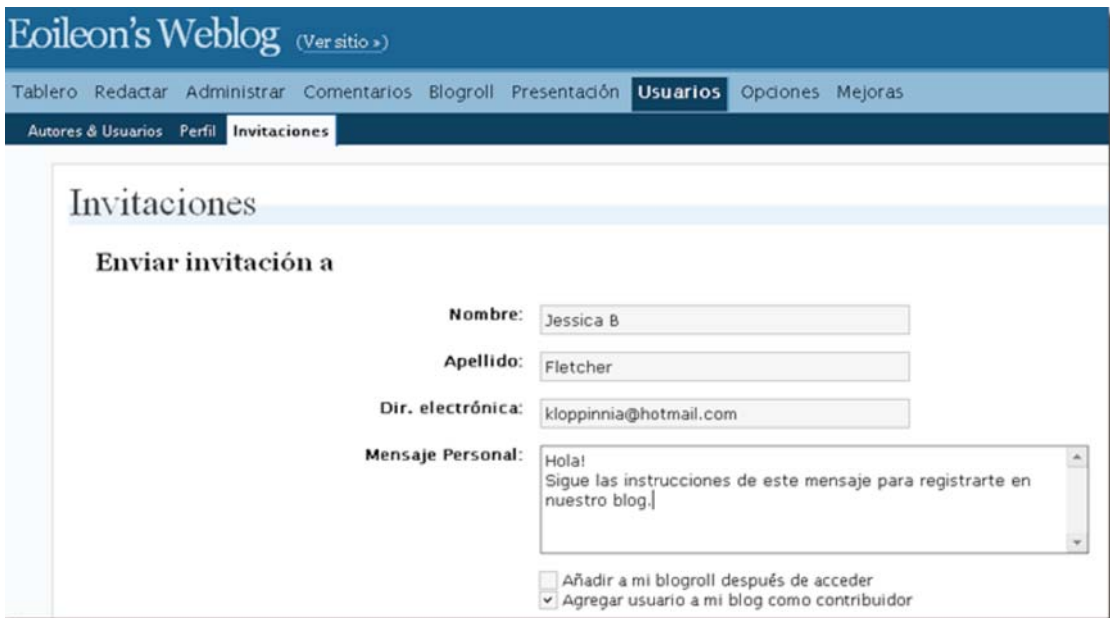 Eoileon's Weblog (Ver sitio »)
Tablero Redactar Administrar Comentarios Blogroll Presentación Usuarios Opciones Mejoras
Autores & Usuarios Perfil Invitaciones
Invitaciones
Enviar invitación a
Nombre: Jessica B
Apellido: Fletcher
Dir. electrónica: kloppinnia@hotmail.com
Mensaje Personal: Hola!
Sigue las instrucciones de este mensaje para registrarte en
nuestro blog.
Añadir a mi blogroll después de acceder
Agregar usuario a mi blog como contribuidor